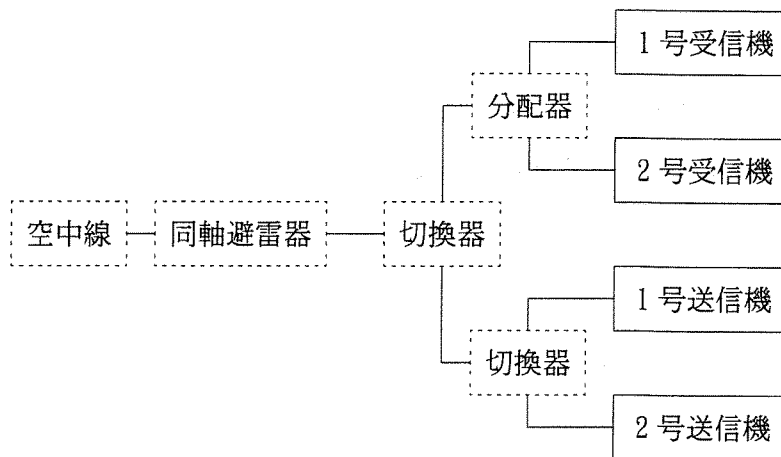 1号受信機
分配器
2号受信機
空中線
同軸避雷器
切換器
1号送信機
切換器
2号送信機